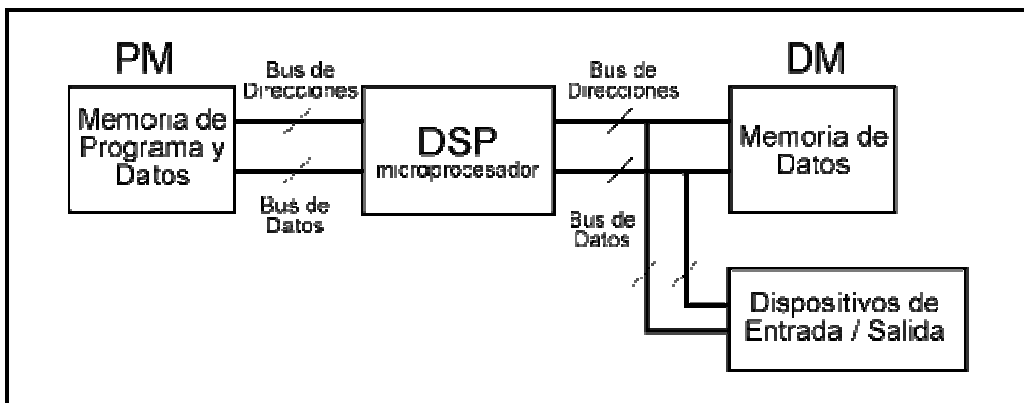 PM
Memoria de
Programa y
Datos
Bus de
Direcciones
Bus de
Datos
DSP
microprocesador
Bus de
Direcciones
Bus de
Datos
DM
Memoria de
Datos
Dispositivos de
Entrada / Salida